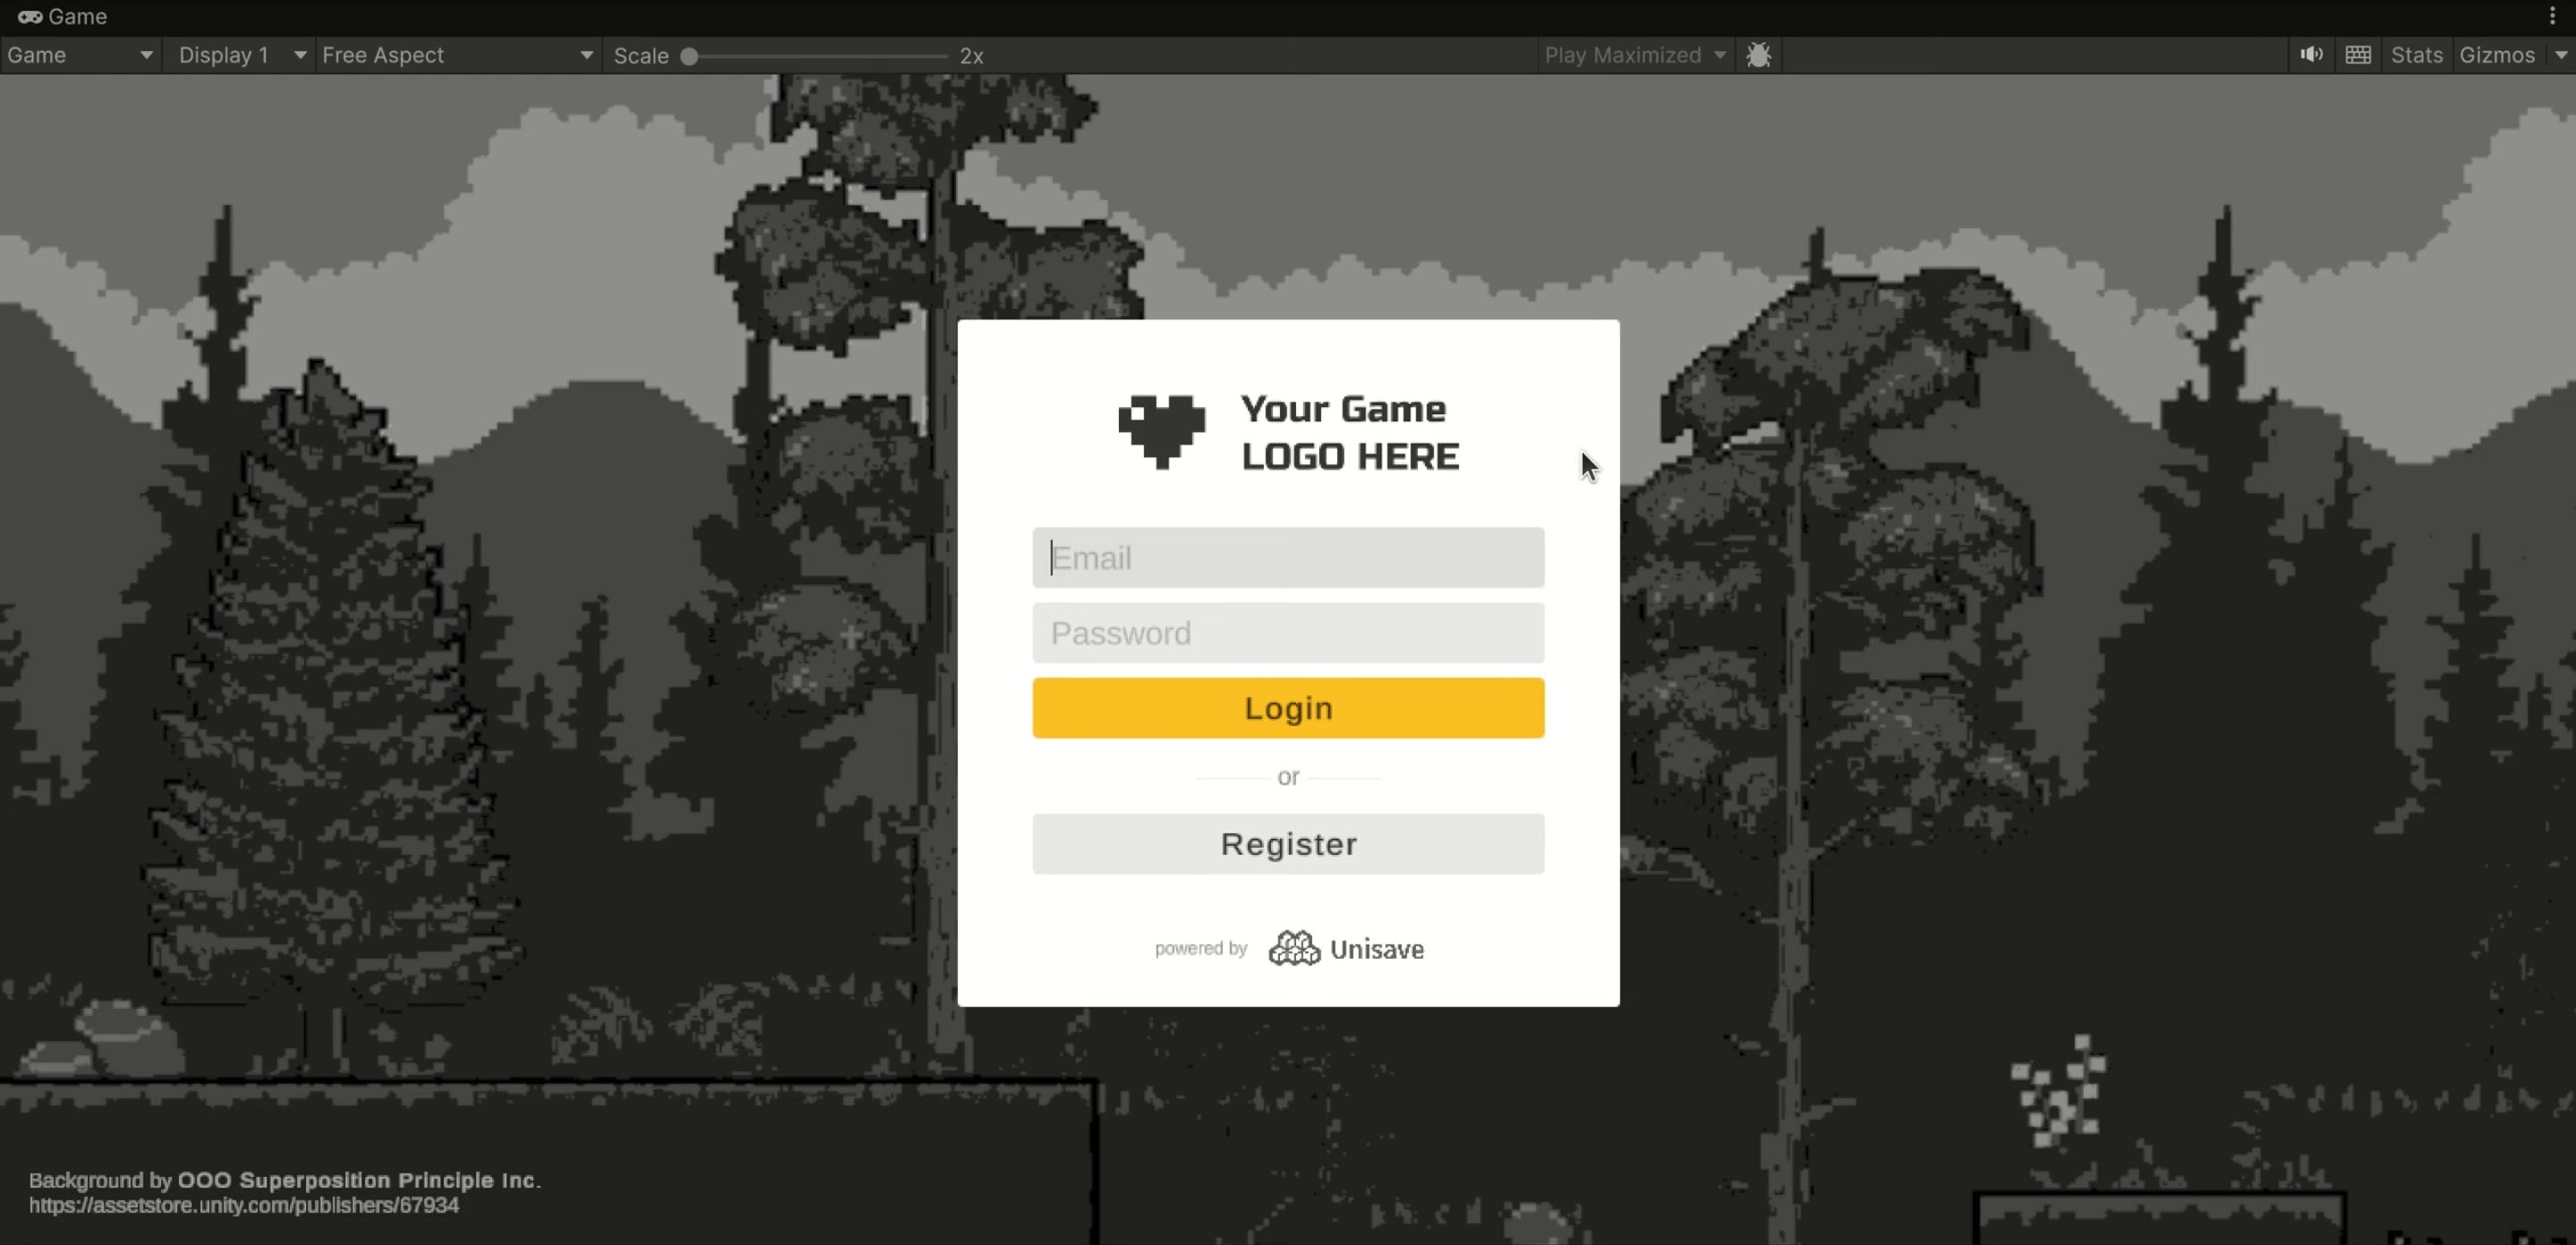 Game
Game Display 1 Free Aspect Scale 2x Play Maximized Stats Gizmos
Your Game
LOGO HERE
Email
Password
Login
or
Register
powered by Unisave
Background by OOO Superposition Principle Inc.
https://assetstore.unity.com/publishers/67934